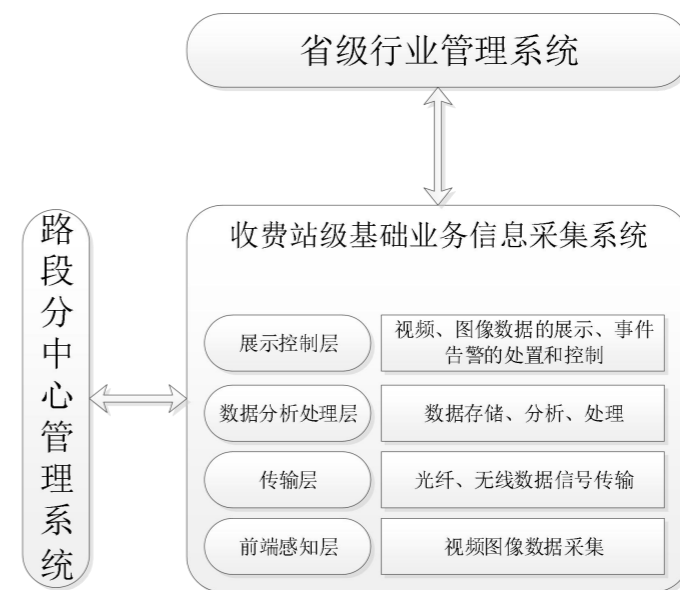 省级行业管理系统
路段分中心管理系统
收费站级基础业务信息采集系统
展示控制层
视频、图像数据的展示、事件
告警的处置和控制
数据分析处理层
数据存储、分析、处理
传输层
光纤、无线数据信号传输
前端感知层
视频图像数据采集